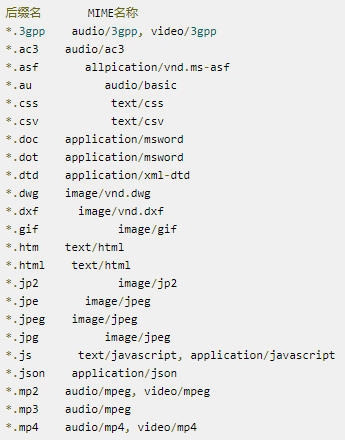 后缀名 MIME名称
*.3gpp audio/3gpp, video/3gpp
*.ac3 audio/ac3
*.asf allpication/vnd.ms-asf
*.au audio/basic
*.css text/css
*.csv text/csv
*.doc application/msword
*.dot application/msword
*.dtd application/xml-dtd
*.dwg image/vnd.dwg
*.dxf image/vnd.dxf
*.gif image/gif
*.htm text/html
*.html text/html
*.jp2 image/jp2
*.jpe image/jpeg
*.jpeg image/jpeg
*.jpg image/jpeg
*.js text/javascript, application/javascript
*.json application/json
*.mp2 audio/mpeg, video/mpeg
*.mp3 audio/mpeg
*.mp4 audio/mp4, video/mp4